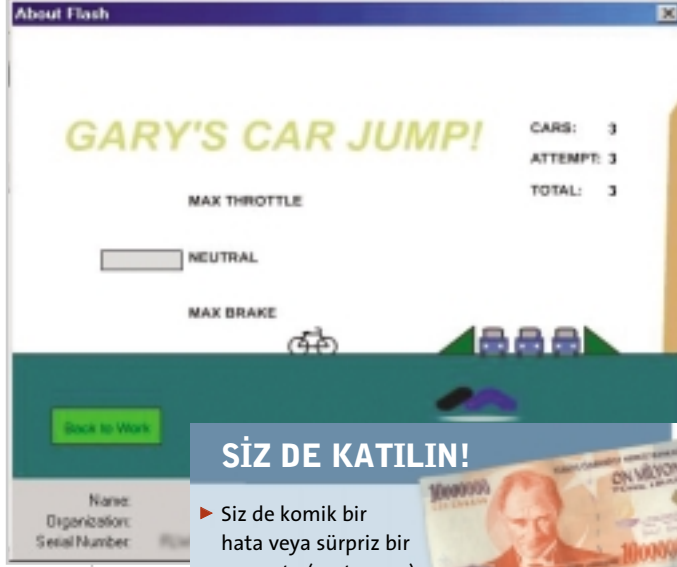 About Flash
GARY'S CAR JUMP!
CARS: 3
ATTEMPT: 3
TOTAL: 3
MAX THROTTLE
NEUTRAL
MAX BRAKE
Back to Work
Name:
Organization:
Serial Number:
SİZ DE KATILIN!
► Siz de komik bir
hata veya sürpriz bir
10000000
ON MİLYON